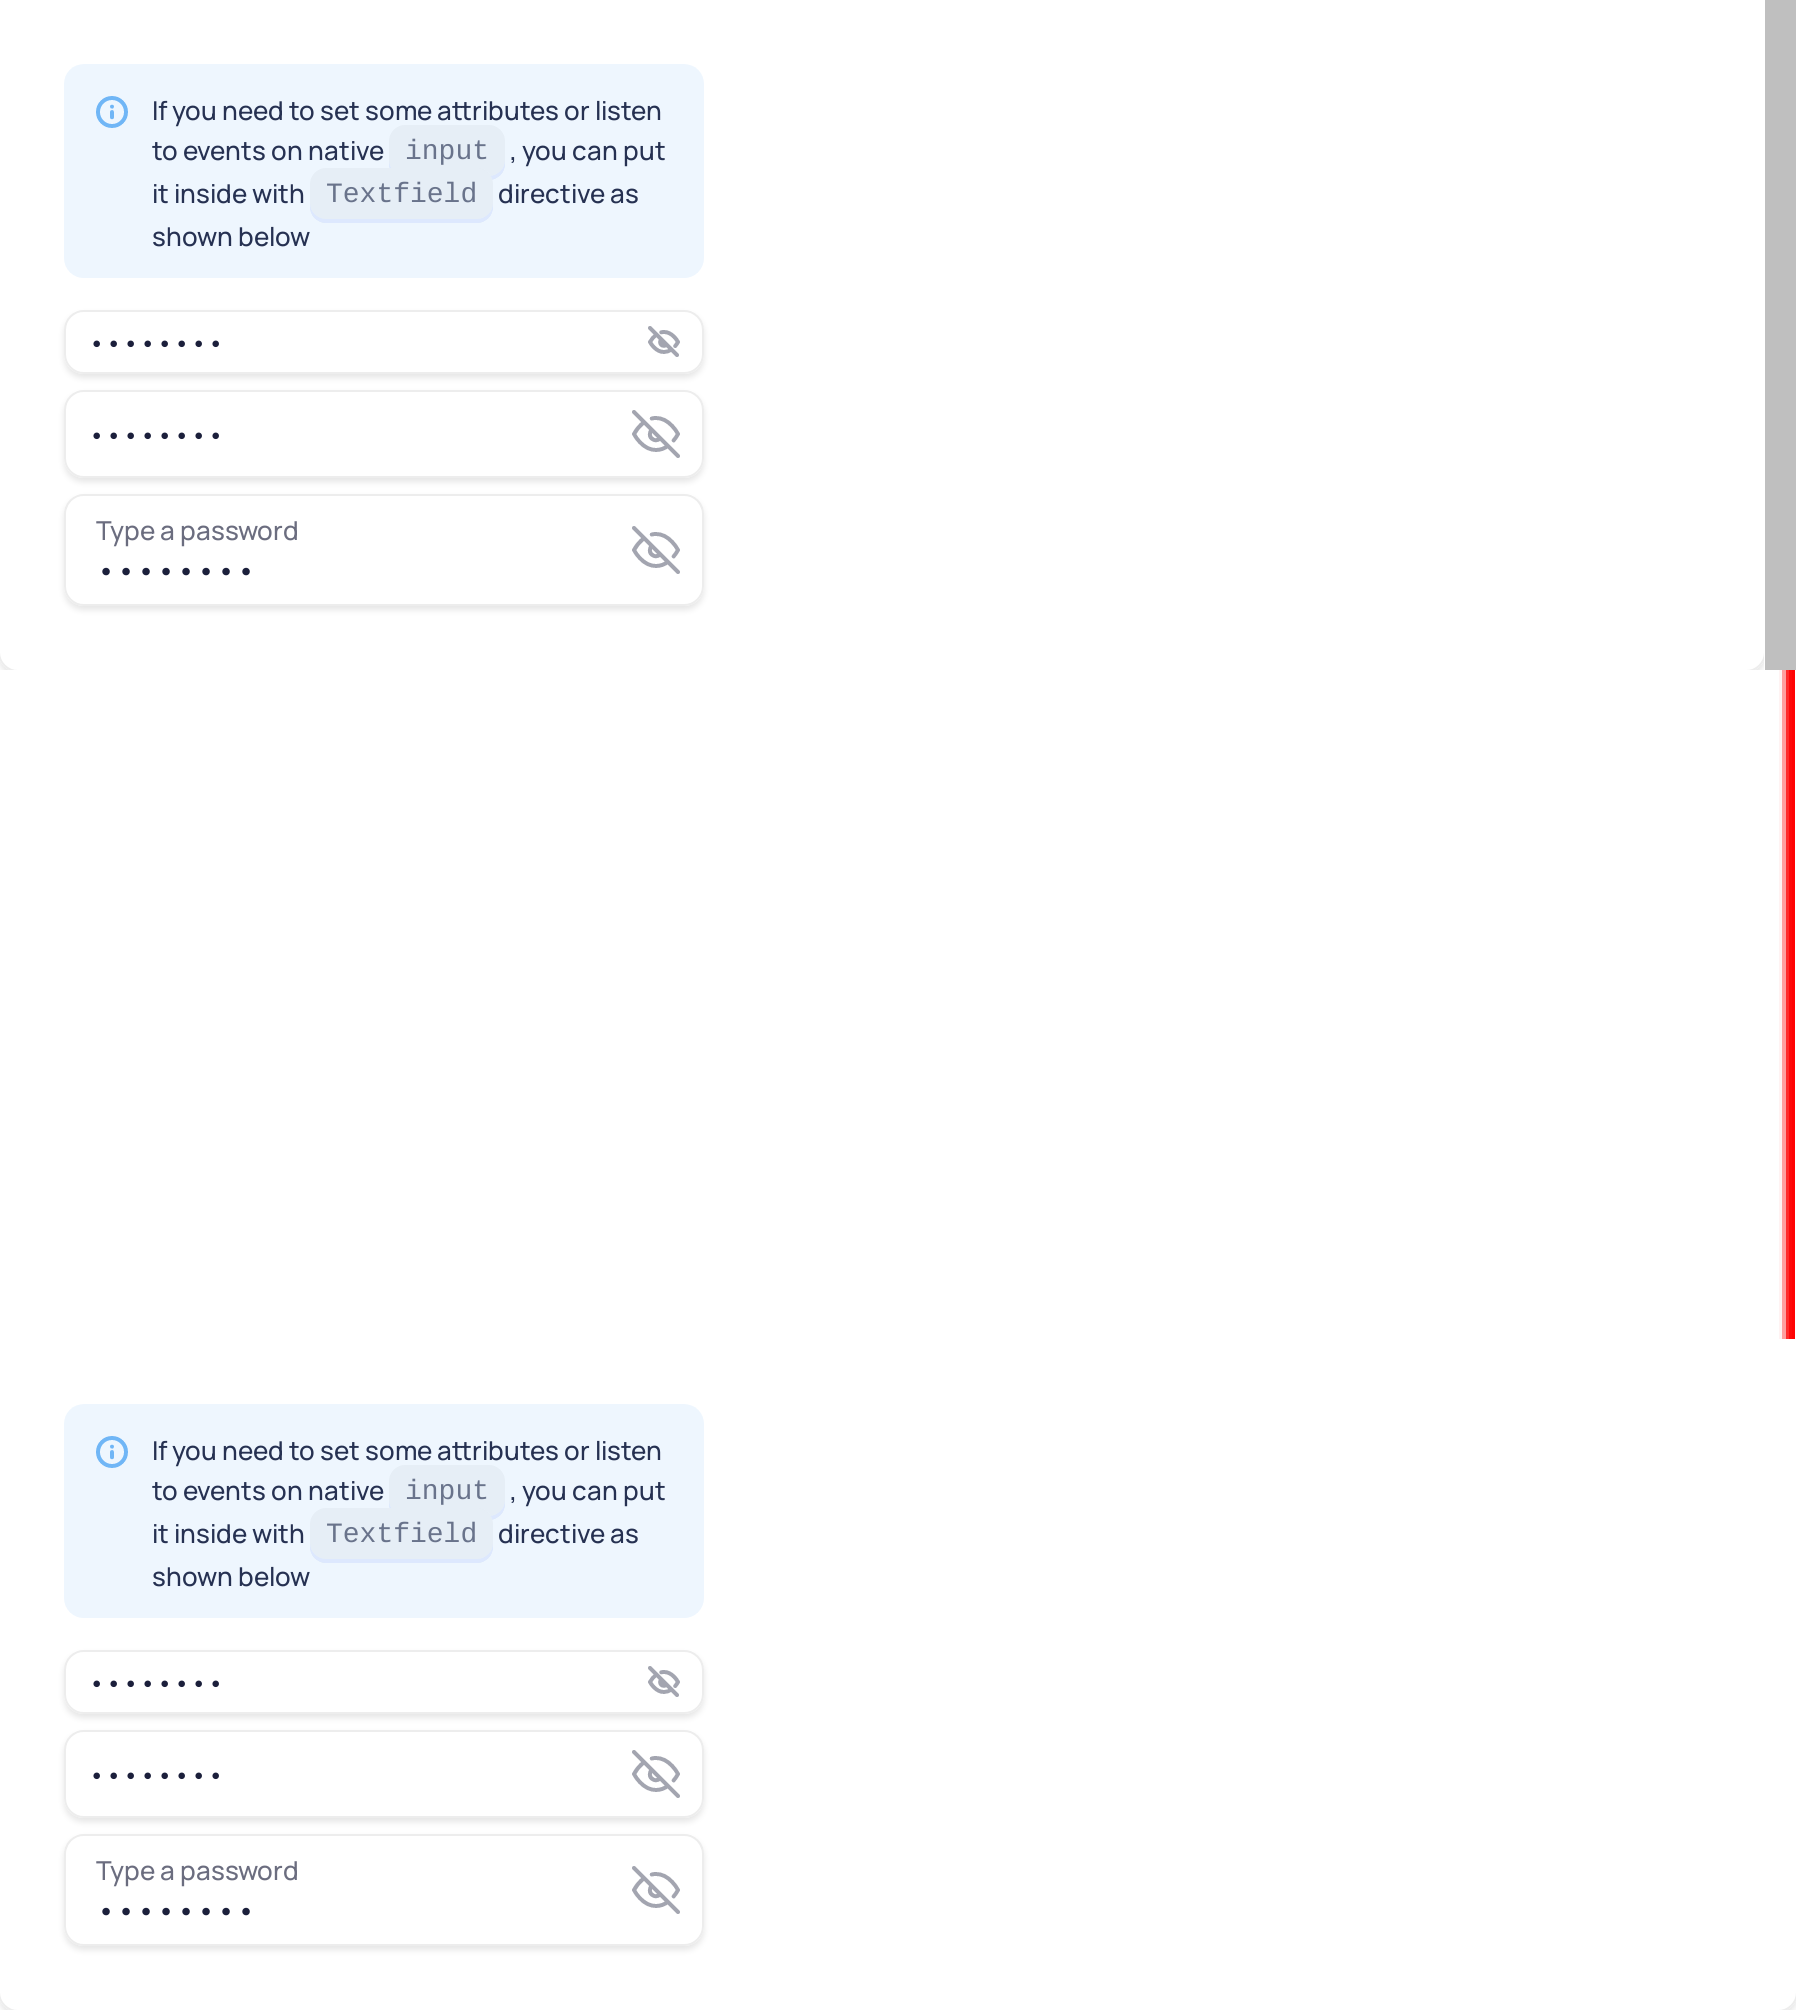 If you need to set some attributes or listen
to events on native input , you can put
it inside with Textfield directive as
shown below
••••••••
••••••••
Type a password
••••••••
If you need to set some attributes or listen
to events on native input , you can put
it inside with Textfield directive as
shown below
••••••••
••••••••
Type a password
••••••••